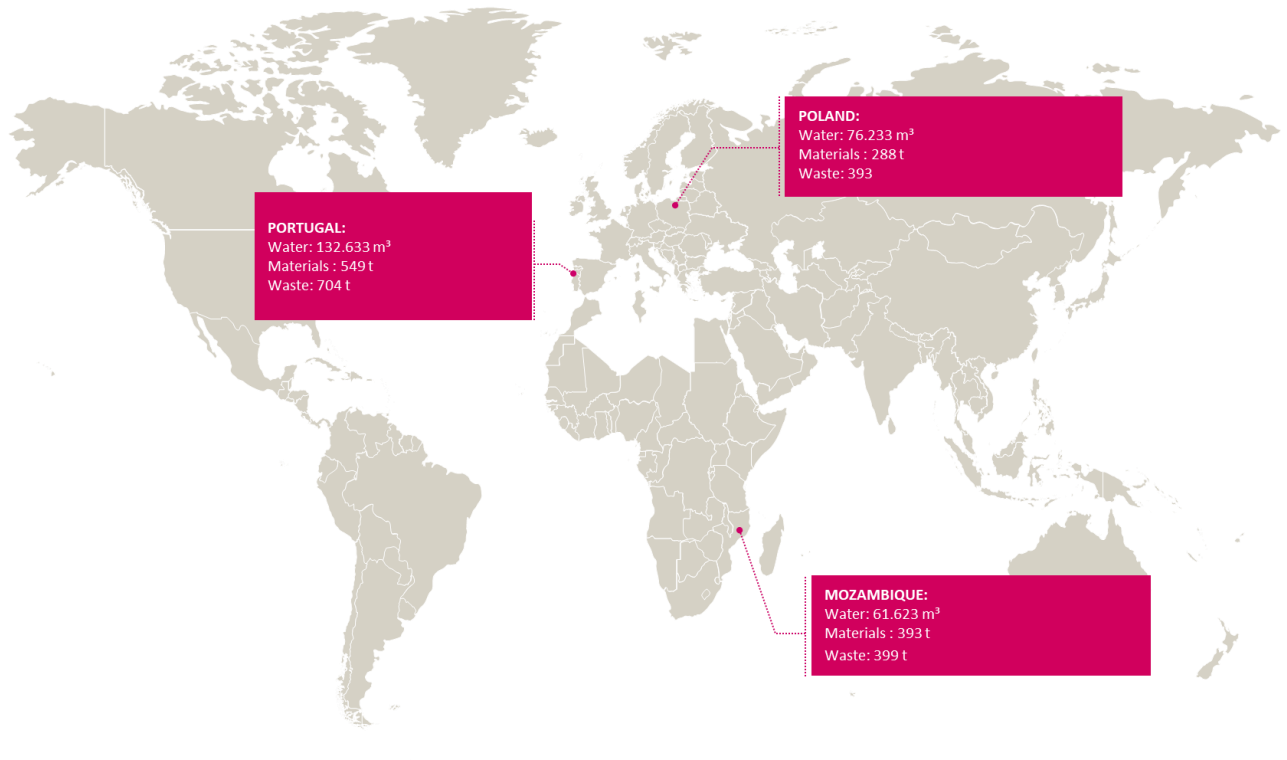 POLAND:
Water: 76.233 m³
Materials : 288 t
Waste: 393
PORTUGAL:
Water: 132.633 m³
Materials : 549 t
Waste: 704 t
MOZAMBIQUE:
Water: 61.623 m³
Materials : 393 t
Waste: 399 t